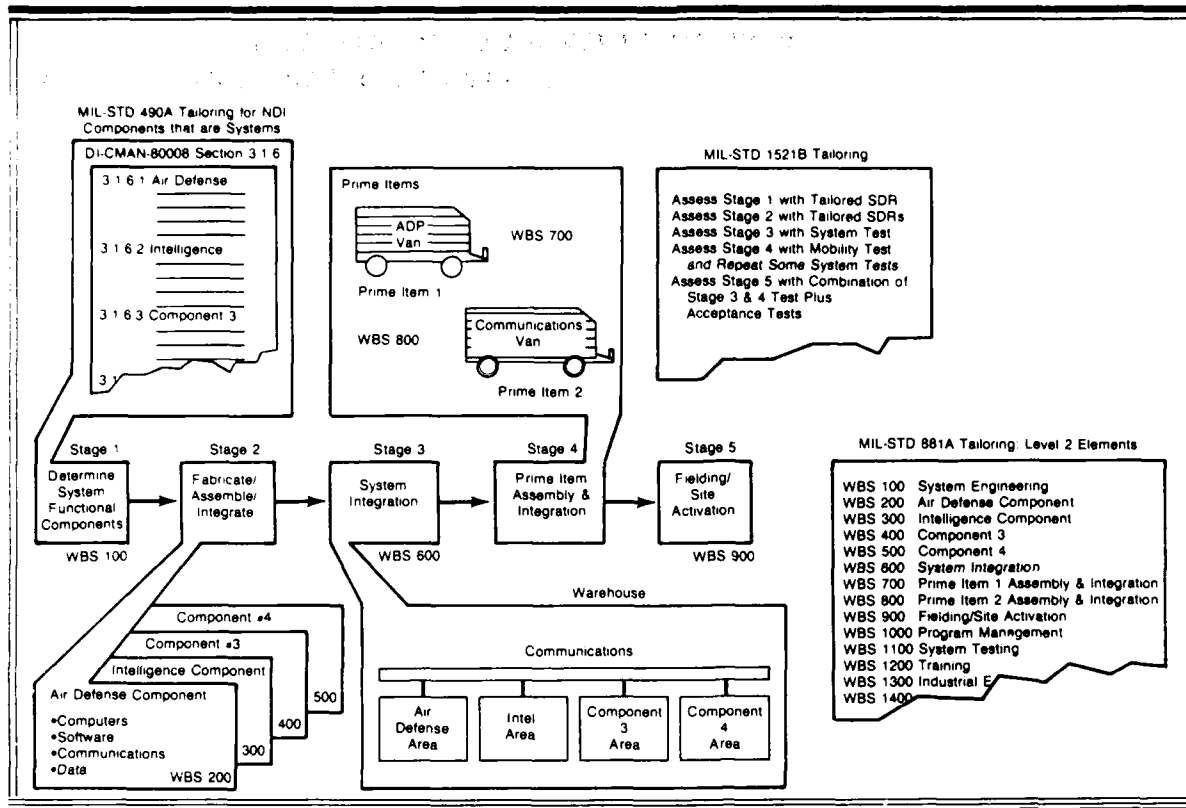 MIL-STD 490A Tailoring for NDI
Components that are Systems
DI-CMAN-80008 Section 3 1 6
3 1 6 1 Air Defense
3 1 6 2 Intelligence
3 1 6 3 Component 3
3 1
Prime Items
ADP
Van
WBS 700
Prime Item 1
WBS 800
Communications
Van
Prime Item 2
MIL-STD 1521B Tailoring
Assess Stage 1 with Tailored SDR
Assess Stage 2 with Tailored SDRs
Assess Stage 3 with System Test
Assess Stage 4 with Mobility Test
and Repeat Some System Tests
Assess Stage 5 with Combination of
Stage 3 & 4 Test Plus
Acceptance Tests
Stage 1
Determine
System
Functional
Components
WBS 100
Stage 2
Fabricate/
Assemble/
Integrate
Stage 3
System
Integration
WBS 600
Stage 4
Prime Item
Assembly &
Integration
Stage 5
Fielding/
Site
Activation
WBS 900
MIL-STD 881A Tailoring: Level 2 Elements
WBS 100 System Engineering
WBS 200 Air Defense Component
WBS 300 Intelligence Component
WBS 400 Component 3
WBS 500 Component 4
WBS 600 System Integration
WBS 700 Prime Item 1 Assembly & Integration
WBS 800 Prime Item 2 Assembly & Integration
WBS 900 Fielding/Site Activation
WBS 1000 Program Management
WBS 1100 System Testing
WBS 1200 Training
WBS 1300 Industrial E
WBS 1400
Component #4
500
Component #3
400
Intelligence Component
300
Air Defense Component
•Computers
•Software
•Communications
•Data
WBS 200
Warehouse
Communications
Air
Defense
Area
Intel
Area
Component
3
Area
Component
4
Area